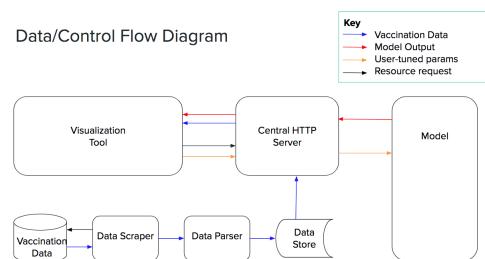 Data/Control Flow Diagram
Key
Vaccination Data
Model Output
User-tuned params
Resource request
Visualization
Tool
Central HTTP
Server
Model
Vaccination
Data
Data Scraper
Data Parser
Data
Store